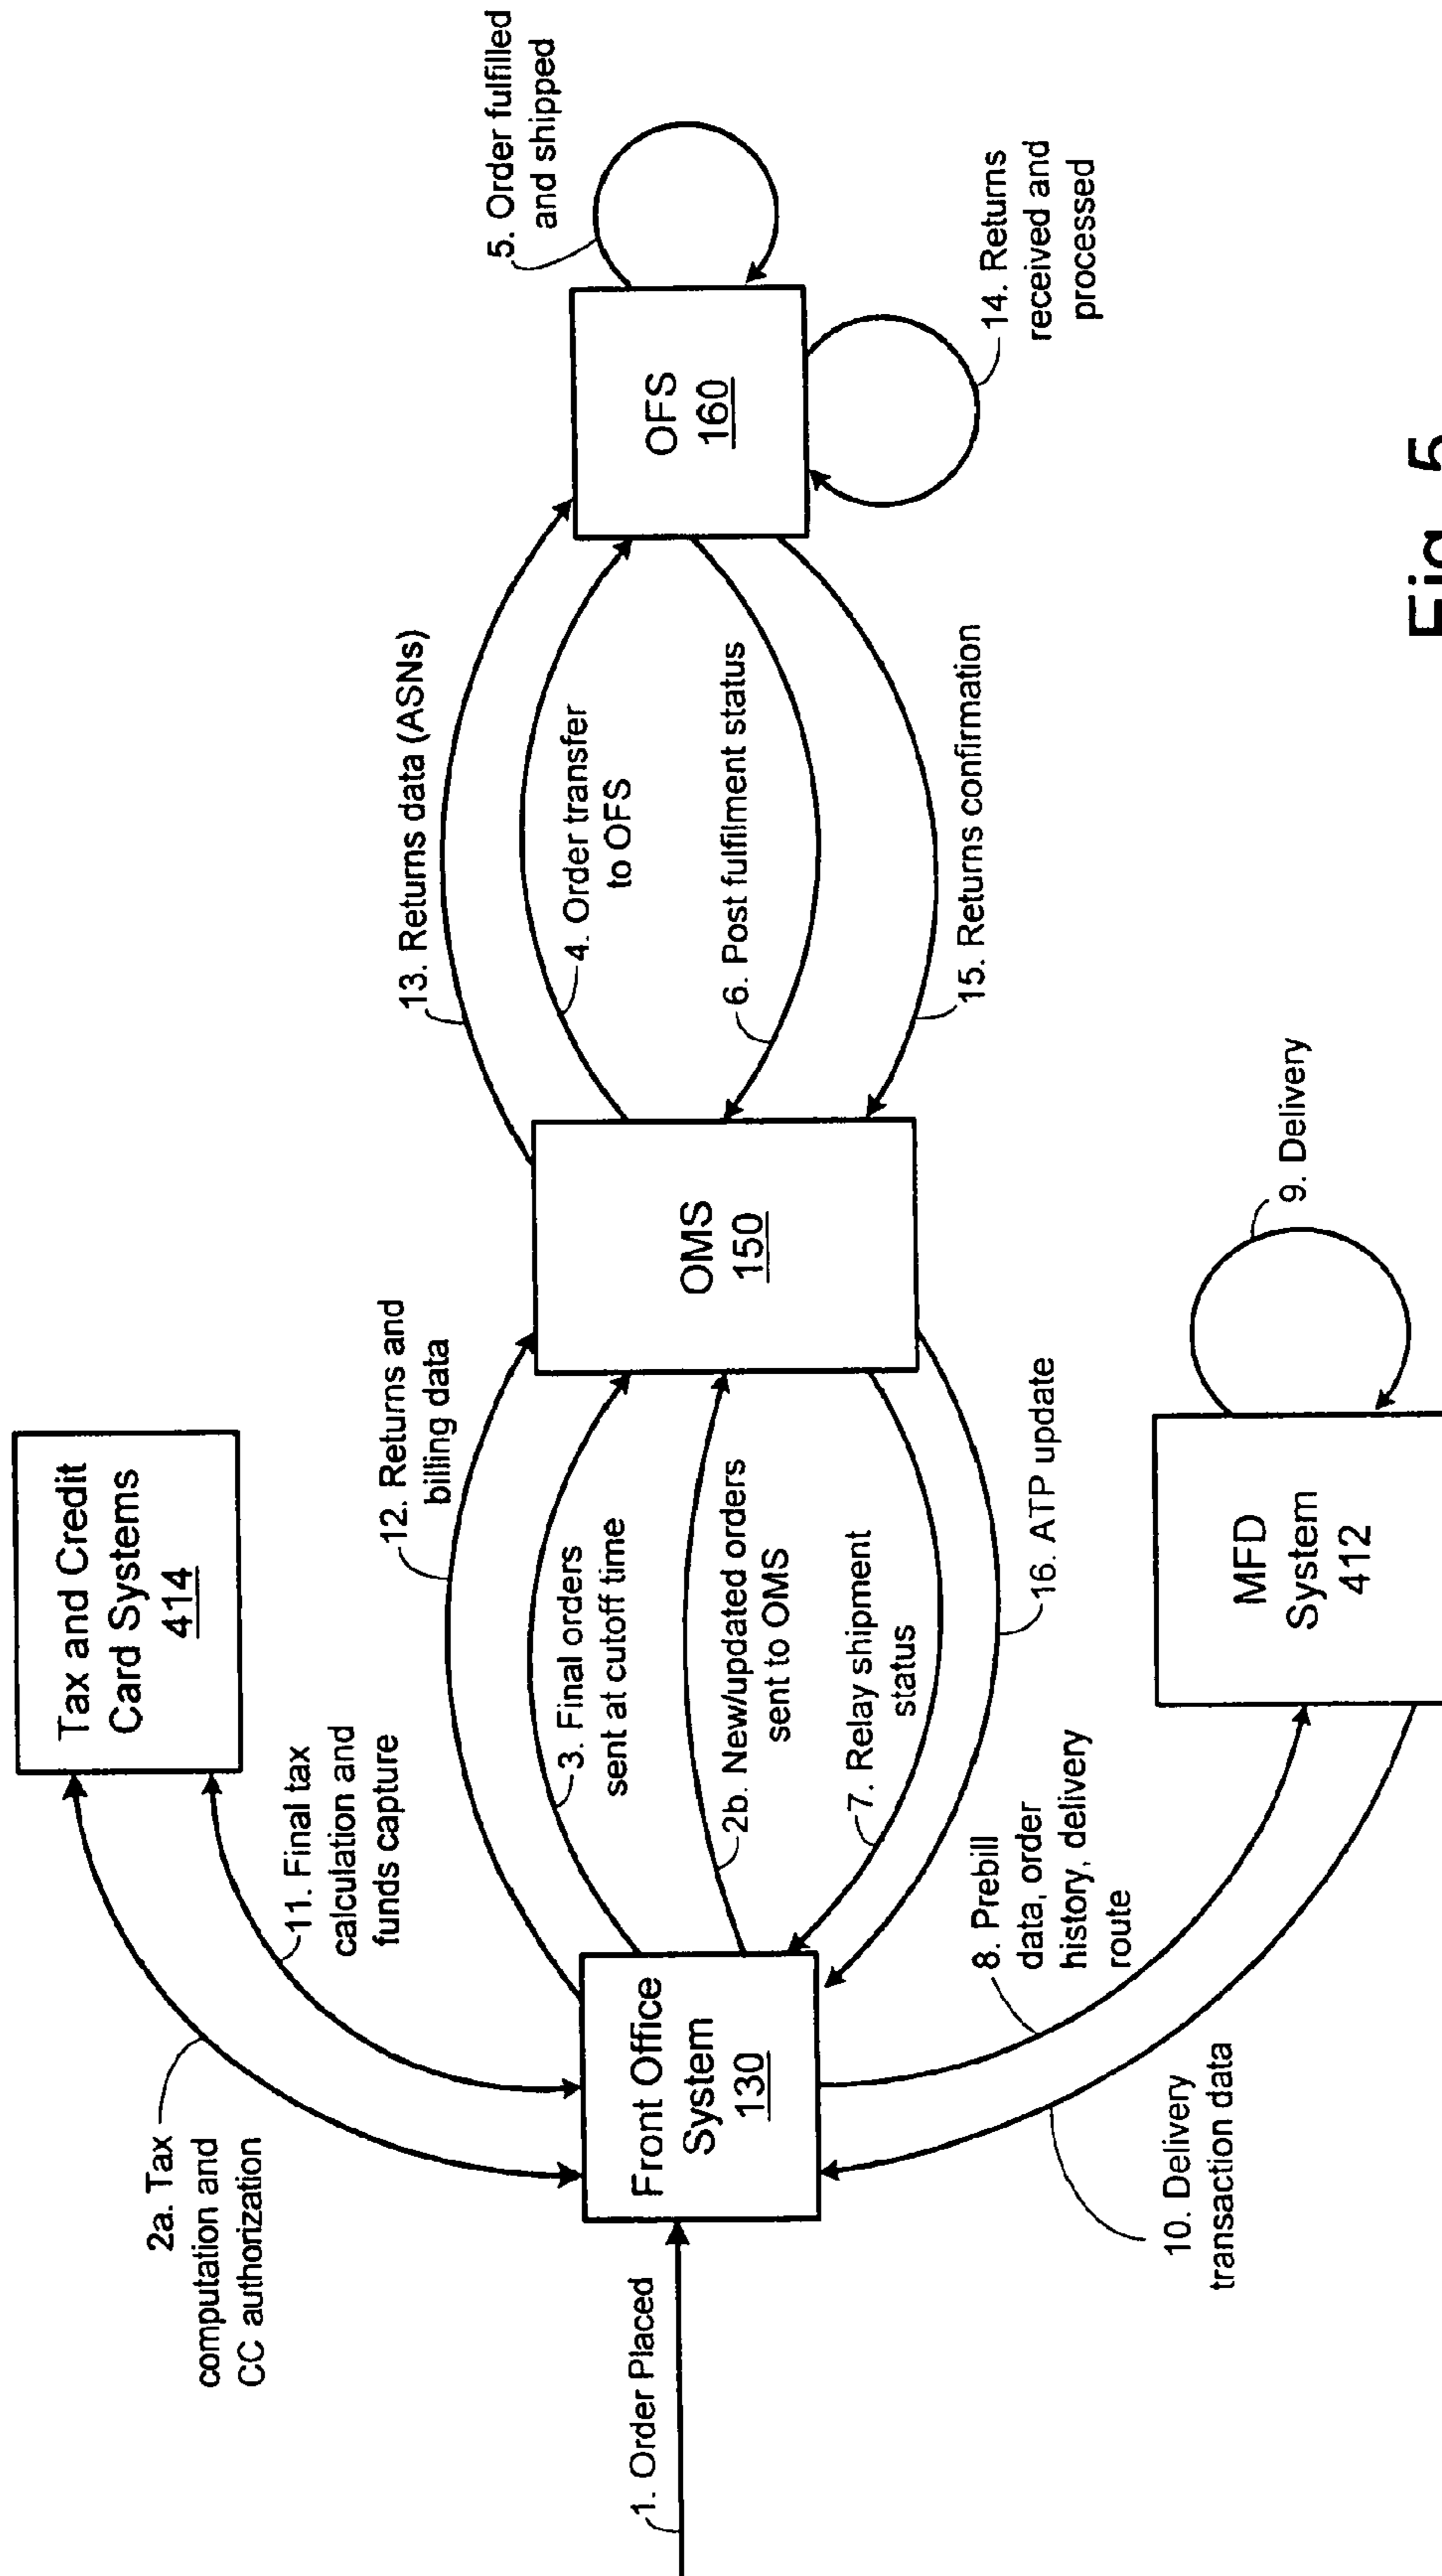 Tax and Credit
Card Systems
414
2a. Tax
computation and
CC authorization
11. Final tax
calculation and
funds capture
12. Returns and
billing data
13. Returns data (ASNs)
5. Order fulfilled
and shipped
3. Final orders
sent at cutoff time
4. Order transfer
to OFS
1. Order Placed
Front Office
System
130
2b. New/updated orders
sent to OMS
OMS
150
6. Post fulfilment status
OFS
160
7. Relay shipment
status
15. Returns confirmation
14. Returns
received and
processed
8. Prebill
data, order
history, delivery
route
16. ATP update
10. Delivery
transaction data
MFD
System
412
9. Delivery
Fig. 5